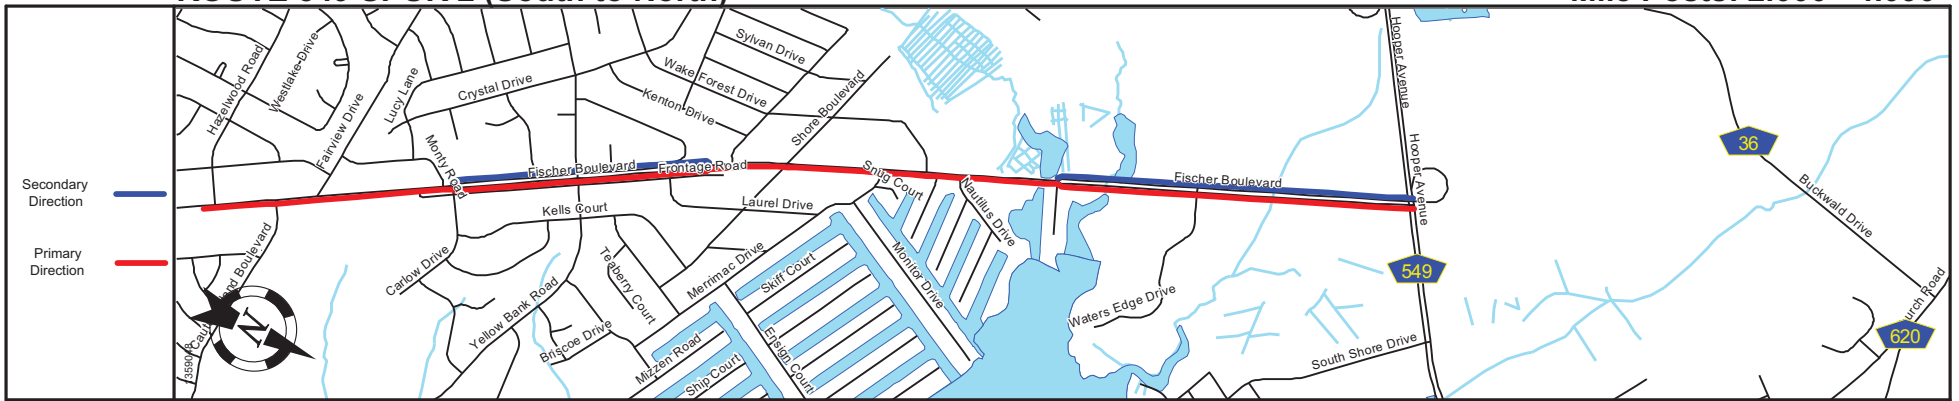 Secondary
Direction
Primary
Direction
Hazelwood Road
Westlake Drive
Fairview Drive
Lucy Lane
Crystal Drive
Monty Road
Sylvan Drive
Wake Forest Drive
Kenton Drive
Shore Boulevard
Fischer Boulevard
Frontage Road
Snug Court
Nautilus Drive
Laurel Drive
Kells Court
Carlow Drive
Yellow Bank Road
Teaberry Court
Briscoe Drive
Merrimac Drive
Skiff Court
Monitor Drive
Mizzen Road
Ship Court
Ensign Court
N
Fischer Boulevard
Hooper Avenue
Hooper Avenue
549
Waters Edge Drive
South Shore Drive
36
Buckwald Drive
620